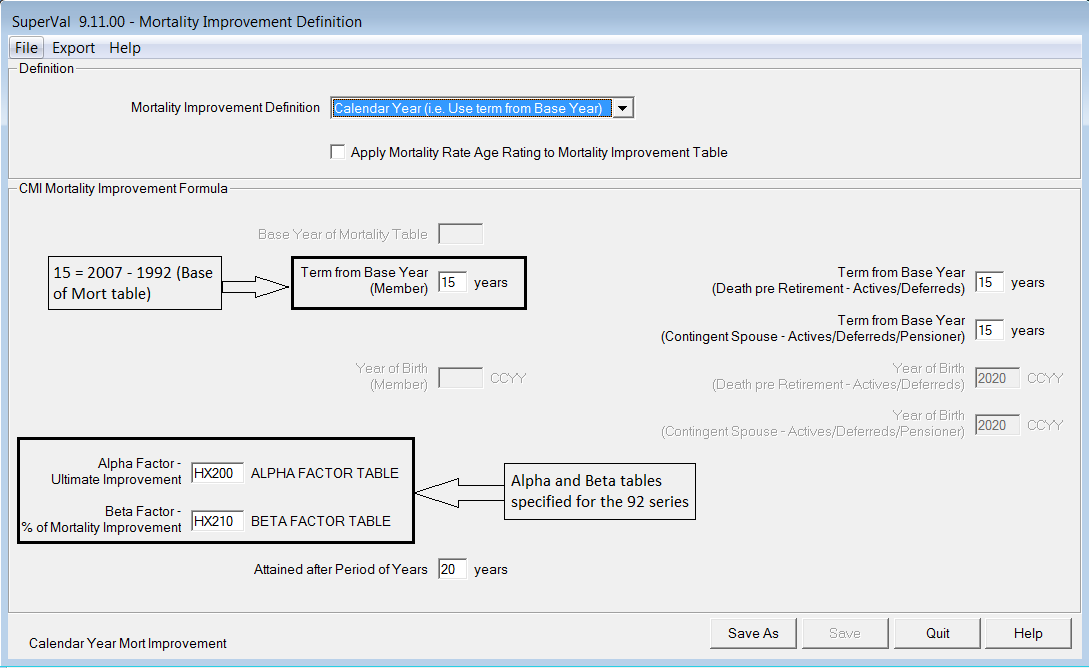 SuperVal 9.11.00 - Mortality Improvement Definition
File Export Help
Definition
Mortality Improvement Definition Calendar Year (i.e. Use term from Base Year)
Apply Mortality Rate Age Rating to Mortality Improvement Table
CMI Mortality Improvement Formula
Base Year of Mortality Table
15 = 2007 - 1992 (Base
of Mort table)
Term from Base Year
(Member) 15 years
Term from Base Year
(Death pre Retirement - Actives/Deferreds) 15 years
Term from Base Year
(Contingent Spouse - Actives/Deferreds/Pensioner) 15 years
Year of Birth
(Member) CCYY
Year of Birth
(Death pre Retirement - Actives/Deferreds) 2020 CCYY
Year of Birth
(Contingent Spouse - Actives/Deferreds/Pensioner) 2020 CCYY
Alpha Factor -
Ultimate Improvement HX200 ALPHA FACTOR TABLE
Beta Factor -
% of Mortality Improvement HX210 BETA FACTOR TABLE
Alpha and Beta tables
specified for the 92 series
Attained after Period of Years 20 years
Calendar Year Mort Improvement
Save As Save Quit Help